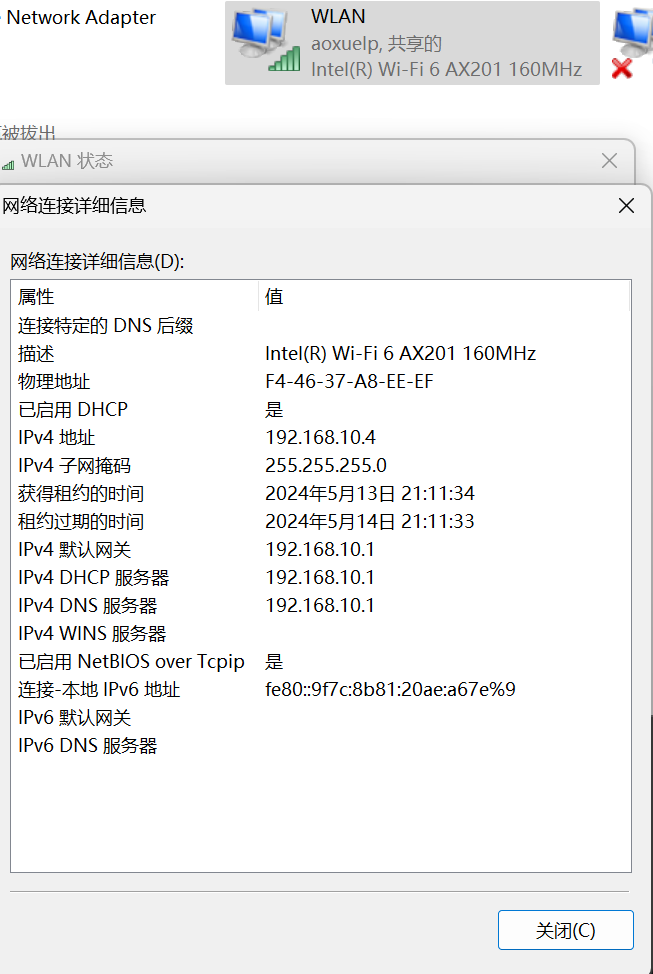 Network Adapter
WLAN
aoxuelp, 共享的
Intel(R) Wi-Fi 6 AX201 160MHz
被拔出
WLAN 状态
网络连接详细信息
网络连接详细信息(D):
属性 值
连接特定的 DNS 后缀
描述 Intel(R) Wi-Fi 6 AX201 160MHz
物理地址 F4-46-37-A8-EE-EF
已启用 DHCP 是
IPv4 地址 192.168.10.4
IPv4 子网掩码 255.255.255.0
获得租约的时间 2024年5月13日 21:11:34
租约过期的时间 2024年5月14日 21:11:33
IPv4 默认网关 192.168.10.1
IPv4 DHCP 服务器 192.168.10.1
IPv4 DNS 服务器 192.168.10.1
IPv4 WINS 服务器
已启用 NetBIOS over Tcpip 是
连接-本地 IPv6 地址 fe80::9f7c:8b81:20ae:a67e%9
IPv6 默认网关
IPv6 DNS 服务器
关闭(C)